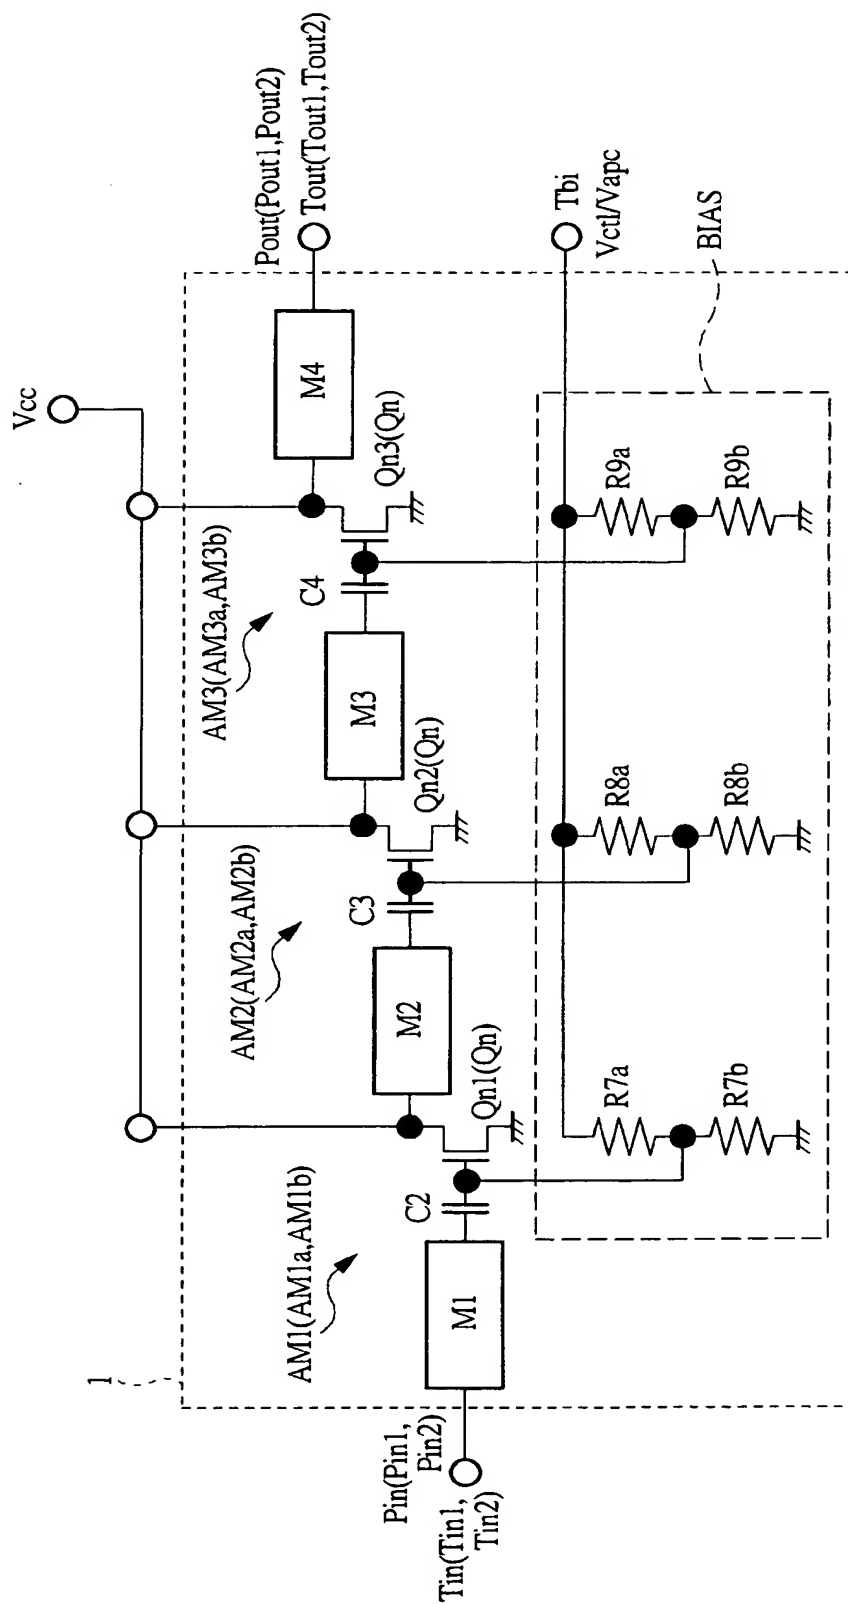 Vcc
Pout(Pout1,Pout2)
Tout(Tout1,Tout2)
M4
Qn3(Qn)
AM3(AM3a,AM3b)
C4
M3
Qn2(Qn)
AM2(AM2a,AM2b)
C3
M2
Qn1(Qn)
AM1(AM1a,AM1b)
C2
M1
1
Pin(Pin1,
Pin2)
Tin(Tin1,
Tin2)
Tbi
Vctl/Vapc
BIAS
R7a
R7b
R8a
R8b
R9a
R9b